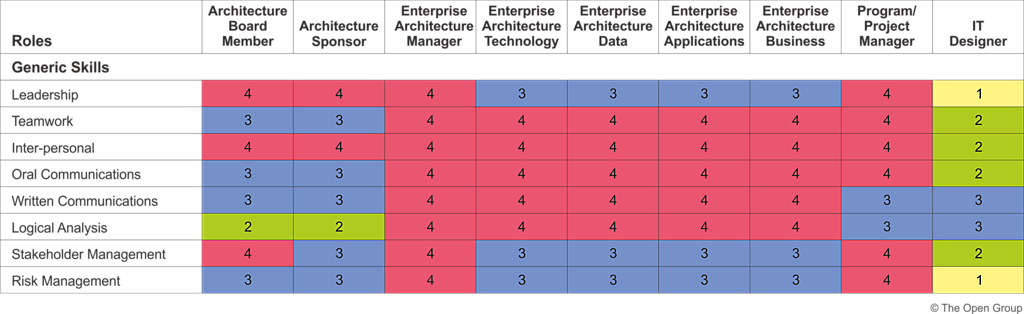 Roles Architecture Board Member Architecture Sponsor Enterprise Architecture Manager Enterprise Architecture Technology Enterprise Architecture Data Enterprise Architecture Applications Enterprise Architecture Business Program/ Project Manager IT Designer
Generic Skills
Leadership 4 4 4 3 3 3 3 4 1
Teamwork 3 3 4 4 4 4 4 4 2
Inter-personal 4 4 4 4 4 4 4 4 2
Oral Communications 3 3 4 4 4 4 4 4 2
Written Communications 3 3 4 4 4 4 4 3 3
Logical Analysis 2 2 4 4 4 4 4 3 3
Stakeholder Management 4 3 4 3 3 3 3 4 2
Risk Management 3 3 4 3 3 3 3 4 1
© The Open Group